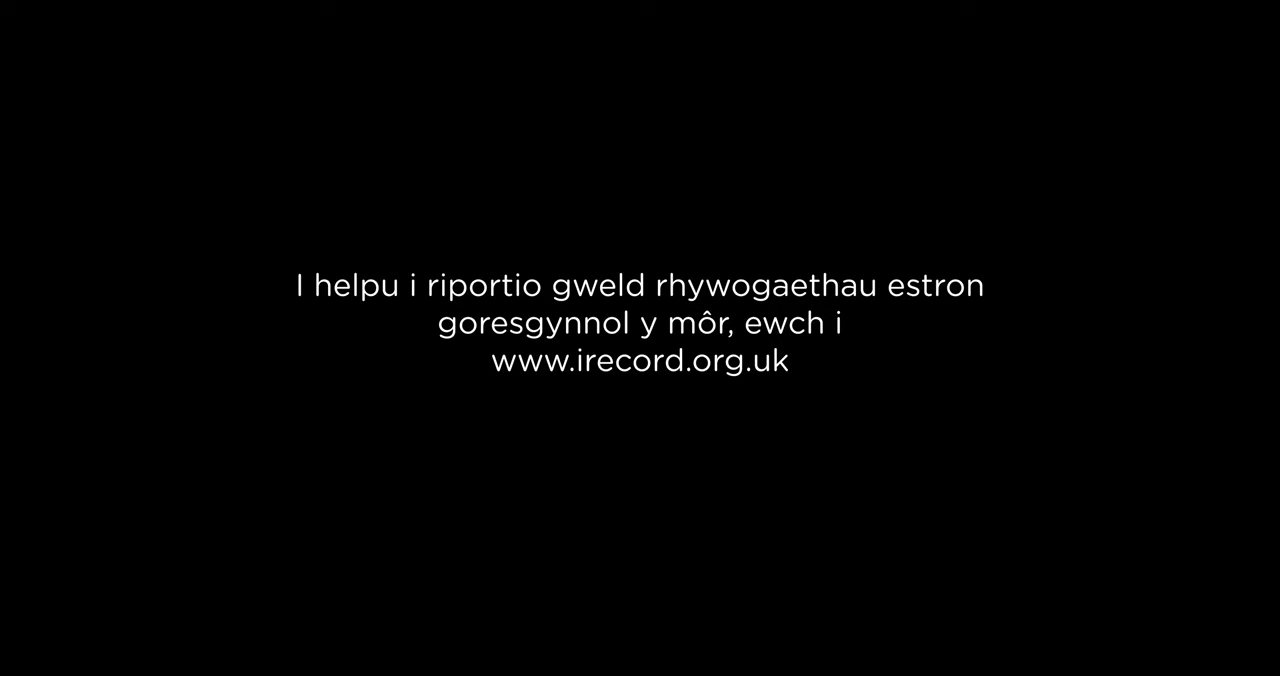 I helpu i riportio gweld rhywogaethau estron
goresgynnol y môr, ewch i
www.irecord.org.uk